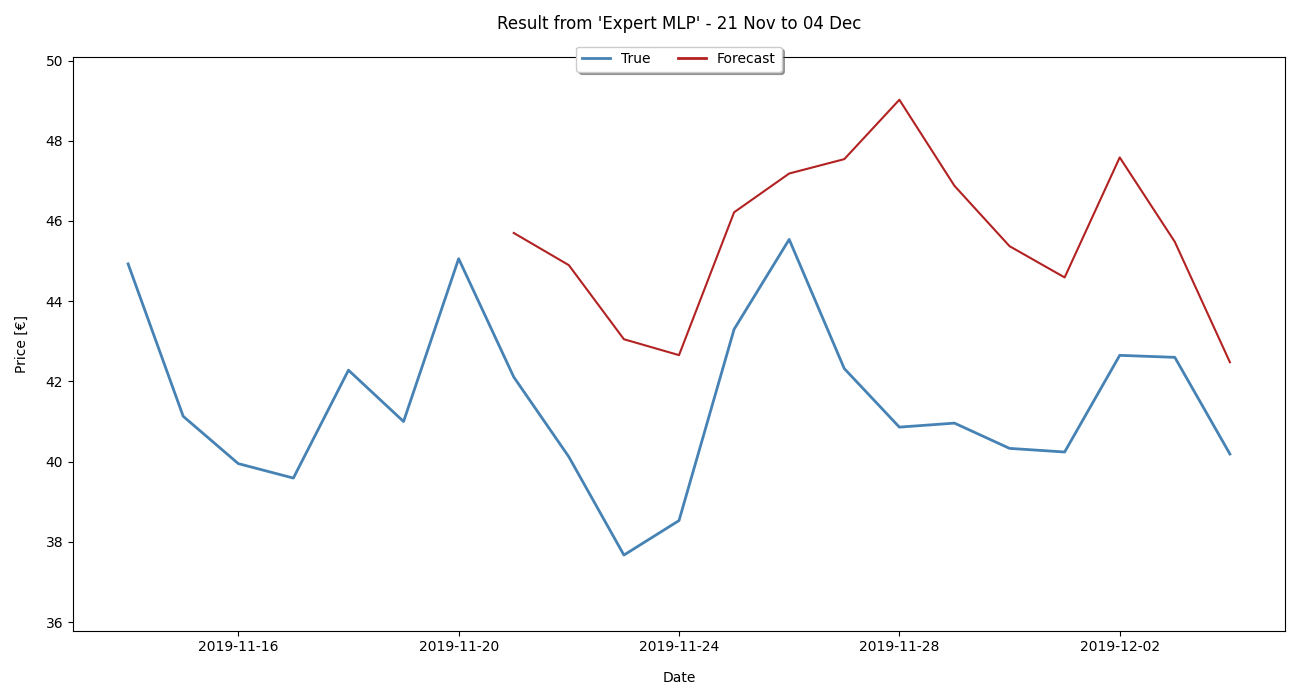 Result from 'Expert MLP' - 21 Nov to 04 Dec
True Forecast
50
48
46
44
42
40
38
36
Price [€]
2019-11-16 2019-11-20 2019-11-24 2019-11-28 2019-12-02
Date